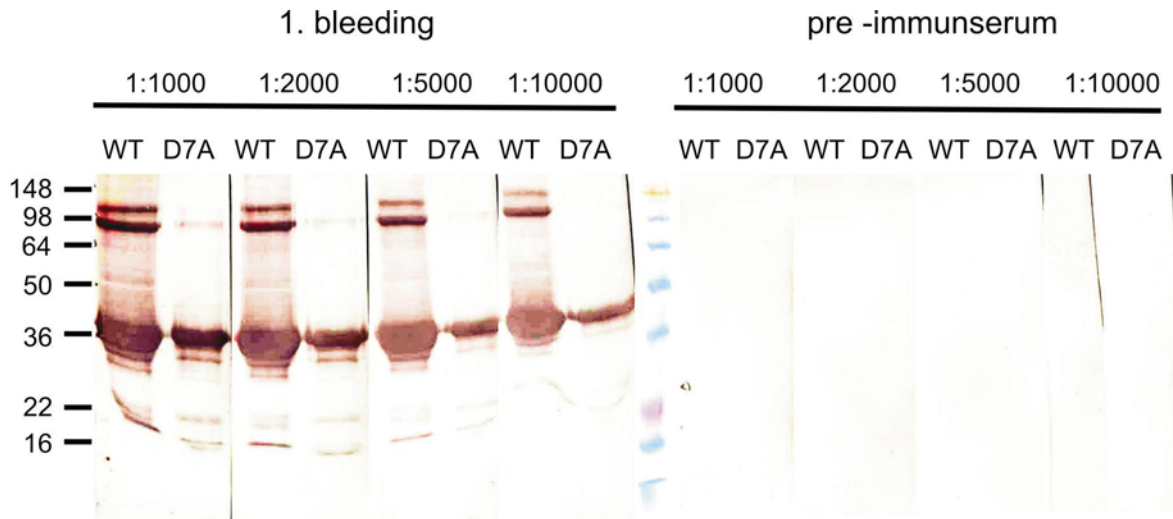 1. bleeding pre -immunserum
1:1000 1:2000 1:5000 1:10000 1:1000 1:2000 1:5000 1:10000
WT D7A WT D7A WT D7A WT D7A WT D7A WT D7A WT D7A WT D7A
148
98
64
50
36
22
16